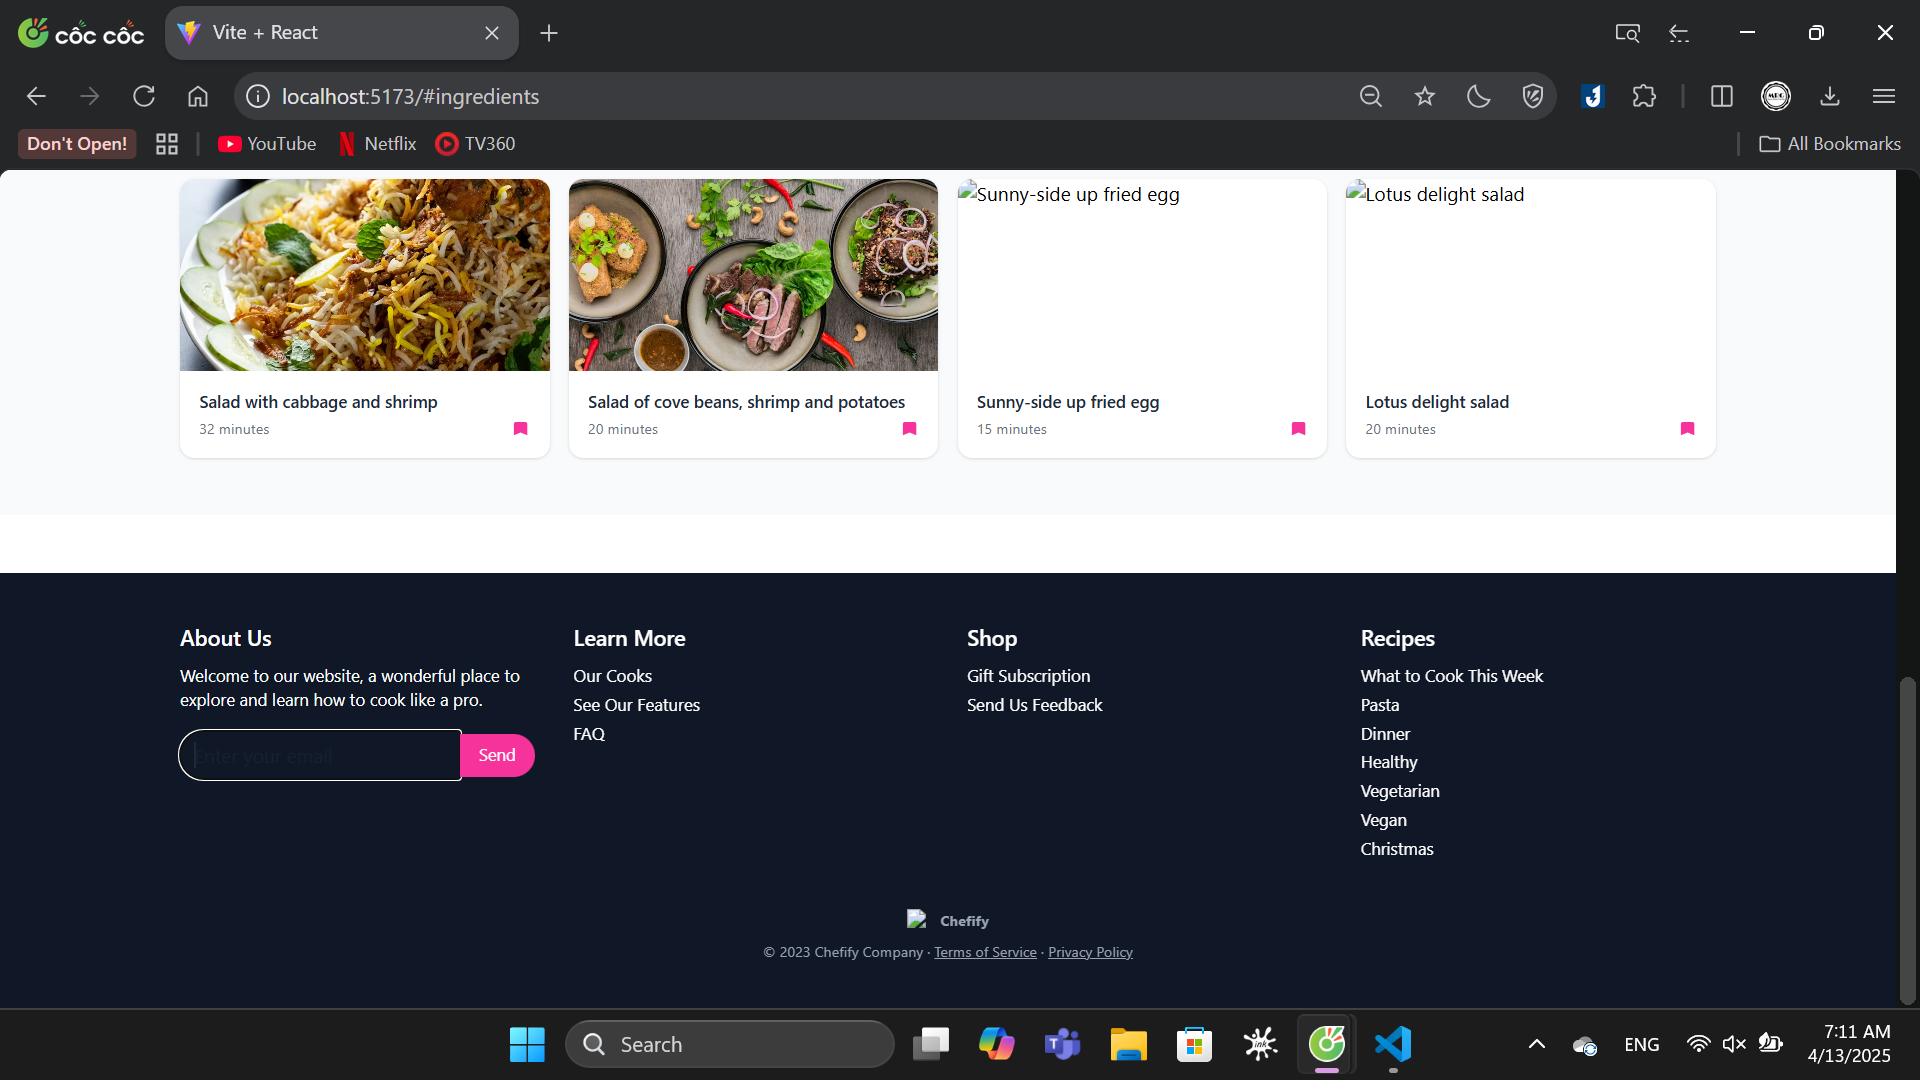 cốc cốc
Vite + React
localhost:5173/#ingredients
Don't Open!
YouTube
Netflix
TV360
All Bookmarks
Sunny-side up fried egg
Lotus delight salad
Salad with cabbage and shrimp
32 minutes
Salad of cove beans, shrimp and potatoes
20 minutes
Sunny-side up fried egg
15 minutes
Lotus delight salad
20 minutes
About Us
Welcome to our website, a wonderful place to
explore and learn how to cook like a pro.
Enter your email
Send
Learn More
Our Cooks
See Our Features
FAQ
Shop
Gift Subscription
Send Us Feedback
Recipes
What to Cook This Week
Pasta
Dinner
Healthy
Vegetarian
Vegan
Christmas
Chefify
© 2023 Chefify Company · Terms of Service · Privacy Policy
Search
ENG
7:11 AM
4/13/2025